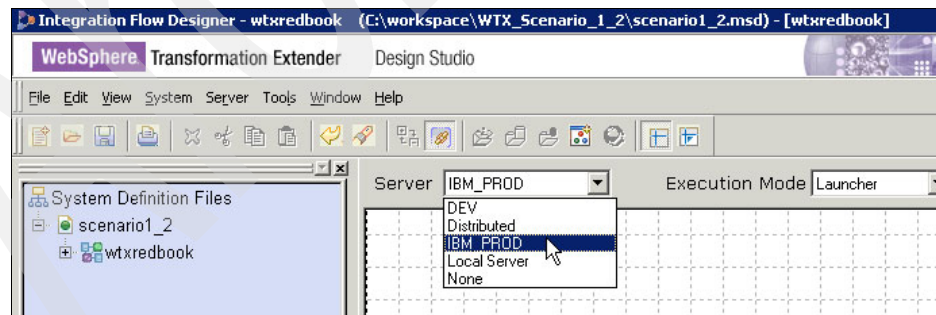 Integration Flow Designer - wtxredbook (C:\workspace\WTX_Scenario_1_2\scenario1_2.msd) - [wtxredbook]
WebSphere Transformation Extender Design Studio
File Edit View System Server Tools Window Help
Server IBM_PROD Execution Mode Launcher
System Definition Files
scenario1_2
wtxredbook
DEV
Distributed
IBM_PROD
Local Server
None